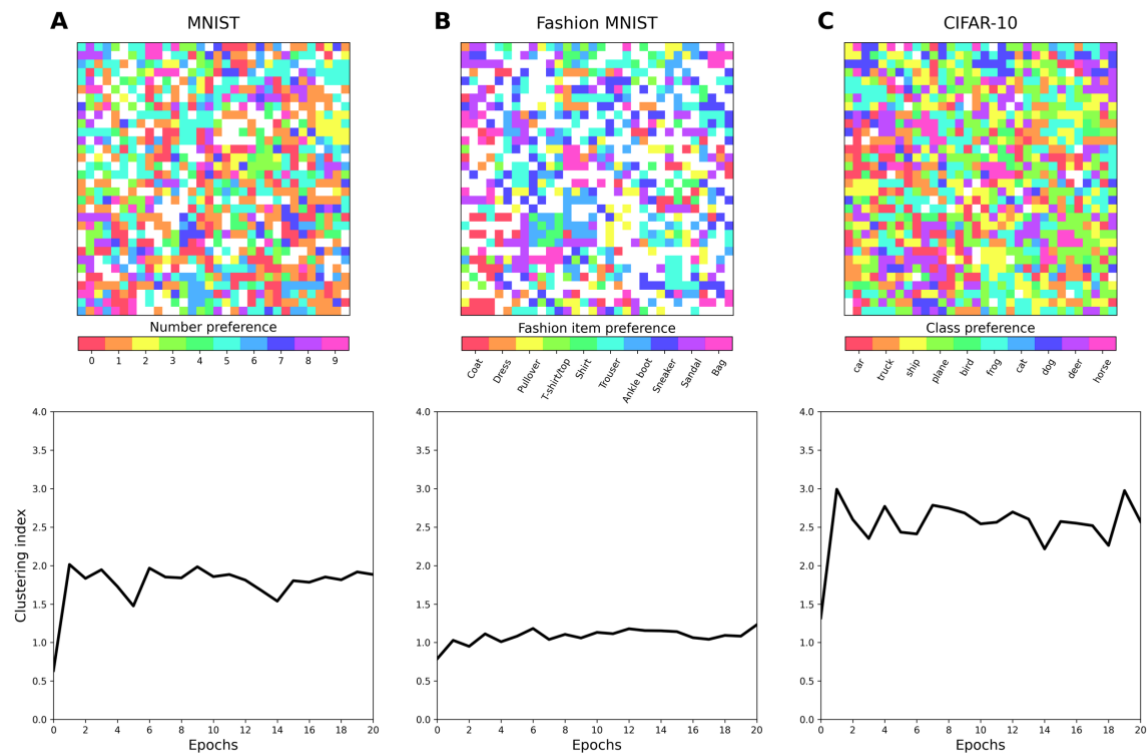 A MNIST
B Fashion MNIST
C CIFAR-10
Number preference
0 1 2 3 4 5 6 7 8 9
Fashion item preference
Coat Dress Pullover T-shirt/top Shirt Trouser Ankle boot Sneaker Sandal Bag
Class preference
car truck ship plane bird frog cat dog deer horse
Clustering index
4.0
3.5
3.0
2.5
2.0
1.5
1.0
0.5
0.0
0 2 4 6 8 10 12 14 16 18 20
Epochs
4.0
3.5
3.0
2.5
2.0
1.5
1.0
0.5
0.0
0 2 4 6 8 10 12 14 16 18 20
Epochs
4.0
3.5
3.0
2.5
2.0
1.5
1.0
0.5
0.0
0 2 4 6 8 10 12 14 16 18 20
Epochs